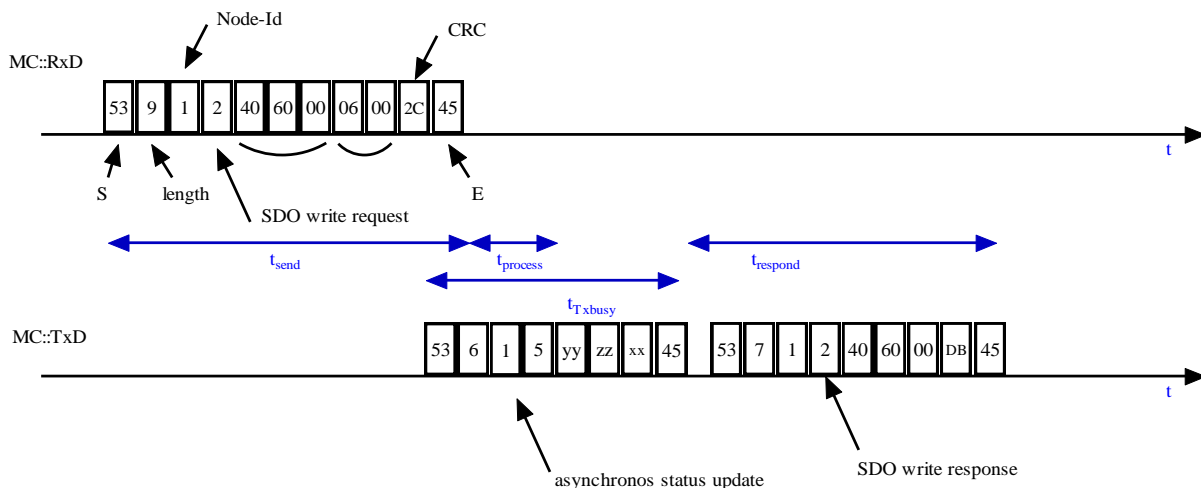 Node-Id
CRC
MC::RxD
53 9 1 2 40 60 00 06 00 2C 45
t
S length E
SDO write request
tsend tprocess trespond
tTxbusy
MC::TxD
53 6 1 5 yy zz xx 45 53 7 1 2 40 60 00 DB 45
t
SDO write response
asynchronos status update